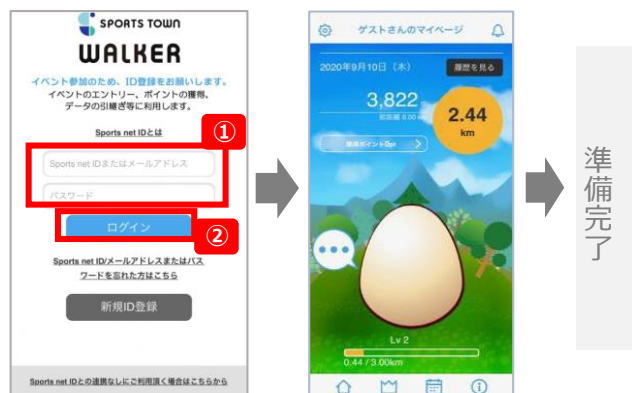 SPORTS TOWN
WALKER
イベント参加のため、ID登録をお願いします。
イベントのエントリー、ポイントの獲得、
データの引継ぎ等に利用します。
Sports net IDとは
①
Sports net IDまたはメールアドレス
パスワード
ログイン
②
Sports net ID/メールアドレスまたはパス
ワードを忘れた方はこちら
新規ID登録
Sports net IDとの連携なしにご利用頂く場合はこちらから
ゲストさんのマイページ
2020年9月10日（木）
履歴を見る
3,822
2.44
km
Lv 2
0.44 / 3.00km
準備完了